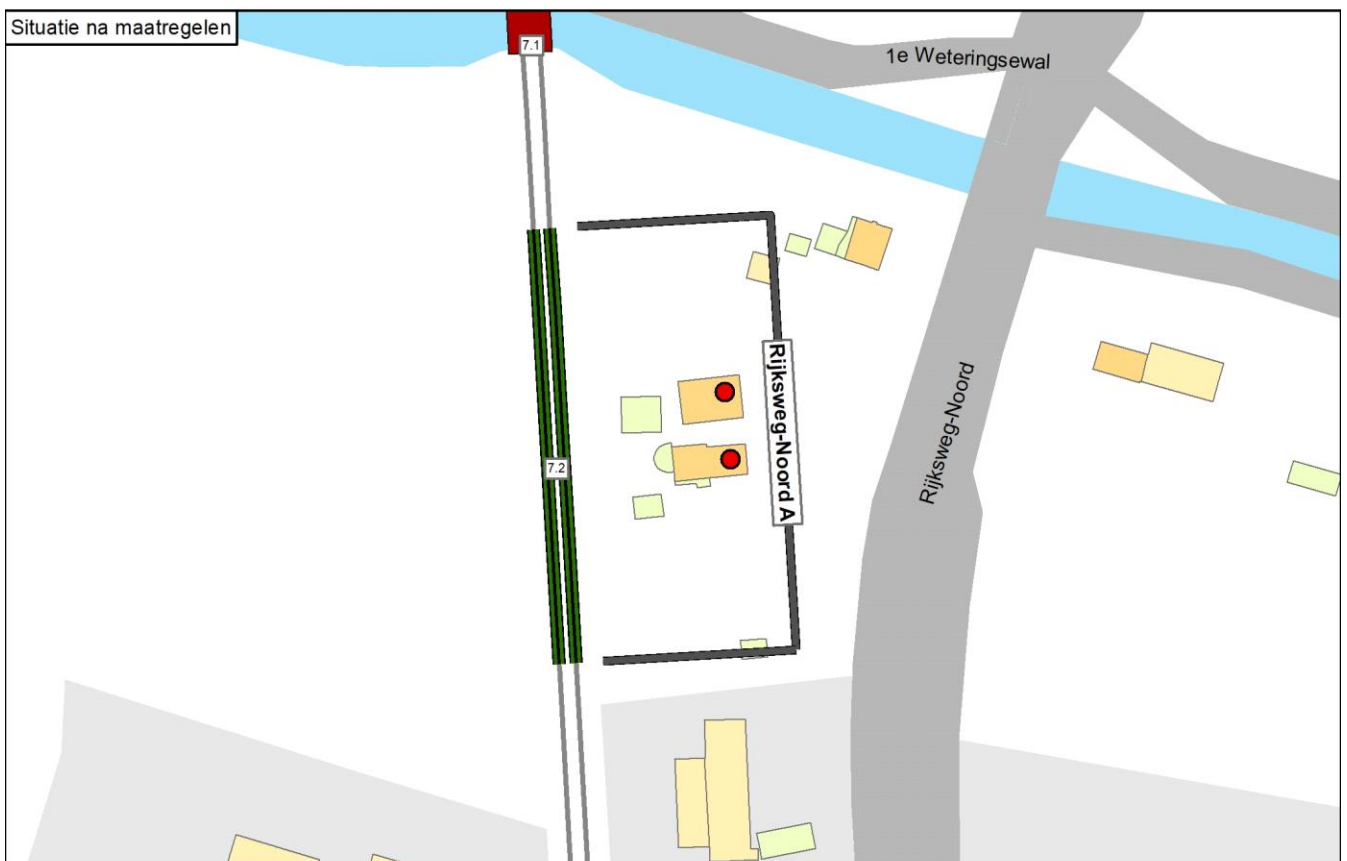 Situatie na maatregelen
7.1
1e Weteringsewal
Rijksweg-Noord A
Rijksweg-Noord
7.2